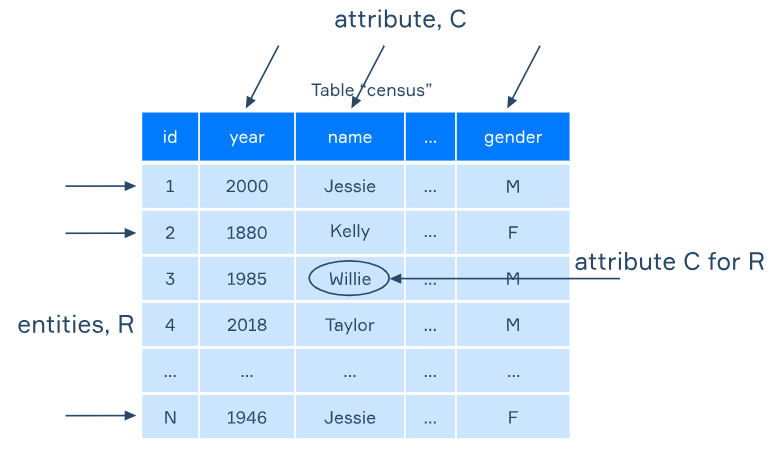 attribute, C
Table “census”
id year name ... gender
1 2000 Jessie ... M
2 1880 Kelly ... F
3 1985 Willie ... M
attribute C for R
4 2018 Taylor ... M
entities, R
... ... ... ... ...
N 1946 Jessie ... F